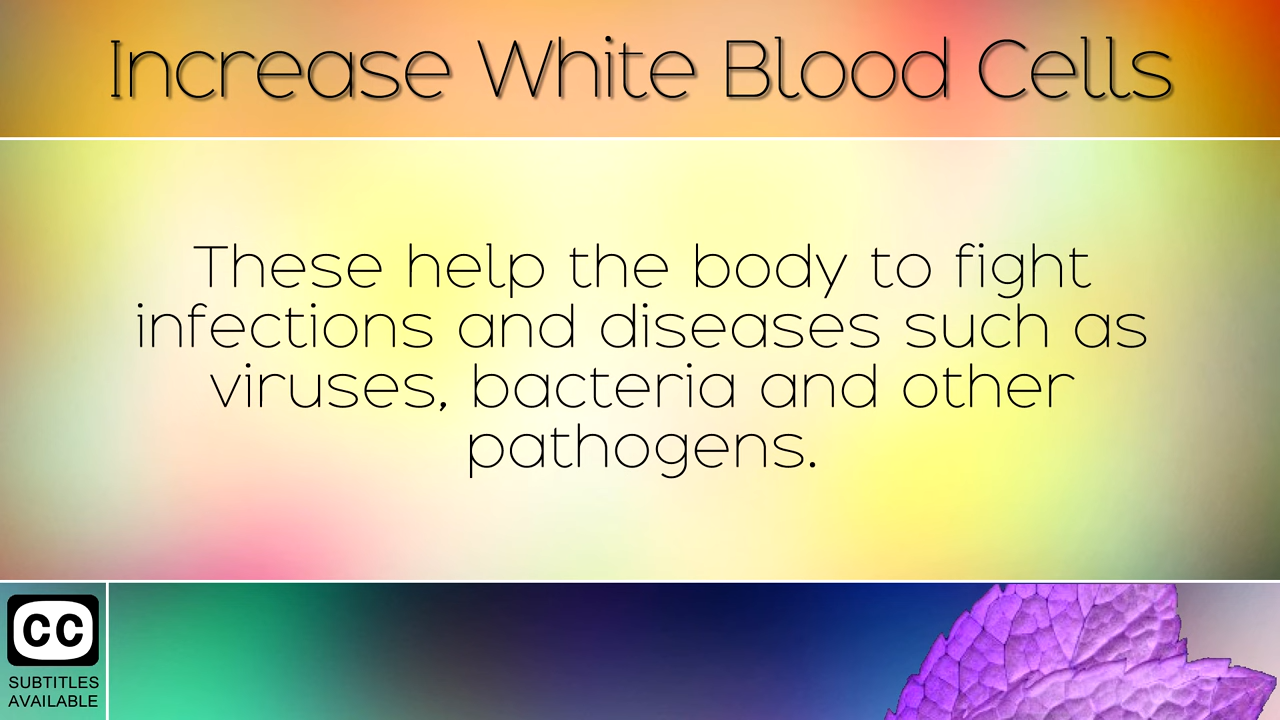 Increase White Blood Cells
These help the body to fight
infections and diseases such as
viruses, bacteria and other
pathogens.
CC
SUBTITLES
AVAILABLE